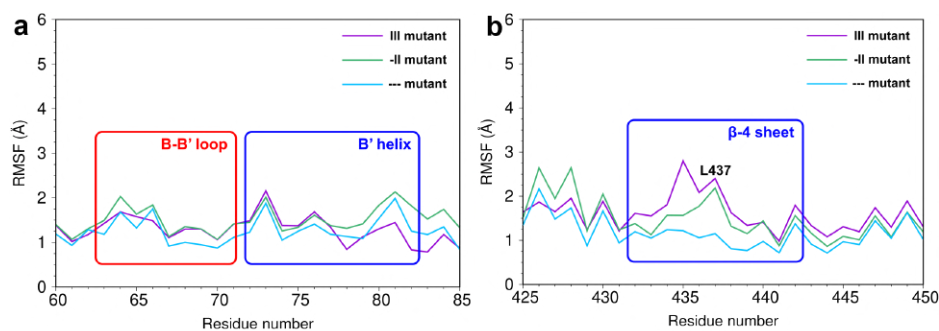 a
III mutant
-II mutant
--- mutant
B-B' loop
B' helix
RMSF (Å)
6
5
4
3
2
1
0
60
65
70
75
80
85
Residue number
b
III mutant
-II mutant
--- mutant
β-4 sheet
L437
RMSF (Å)
6
5
4
3
2
1
0
425
430
435
440
445
450
Residue number